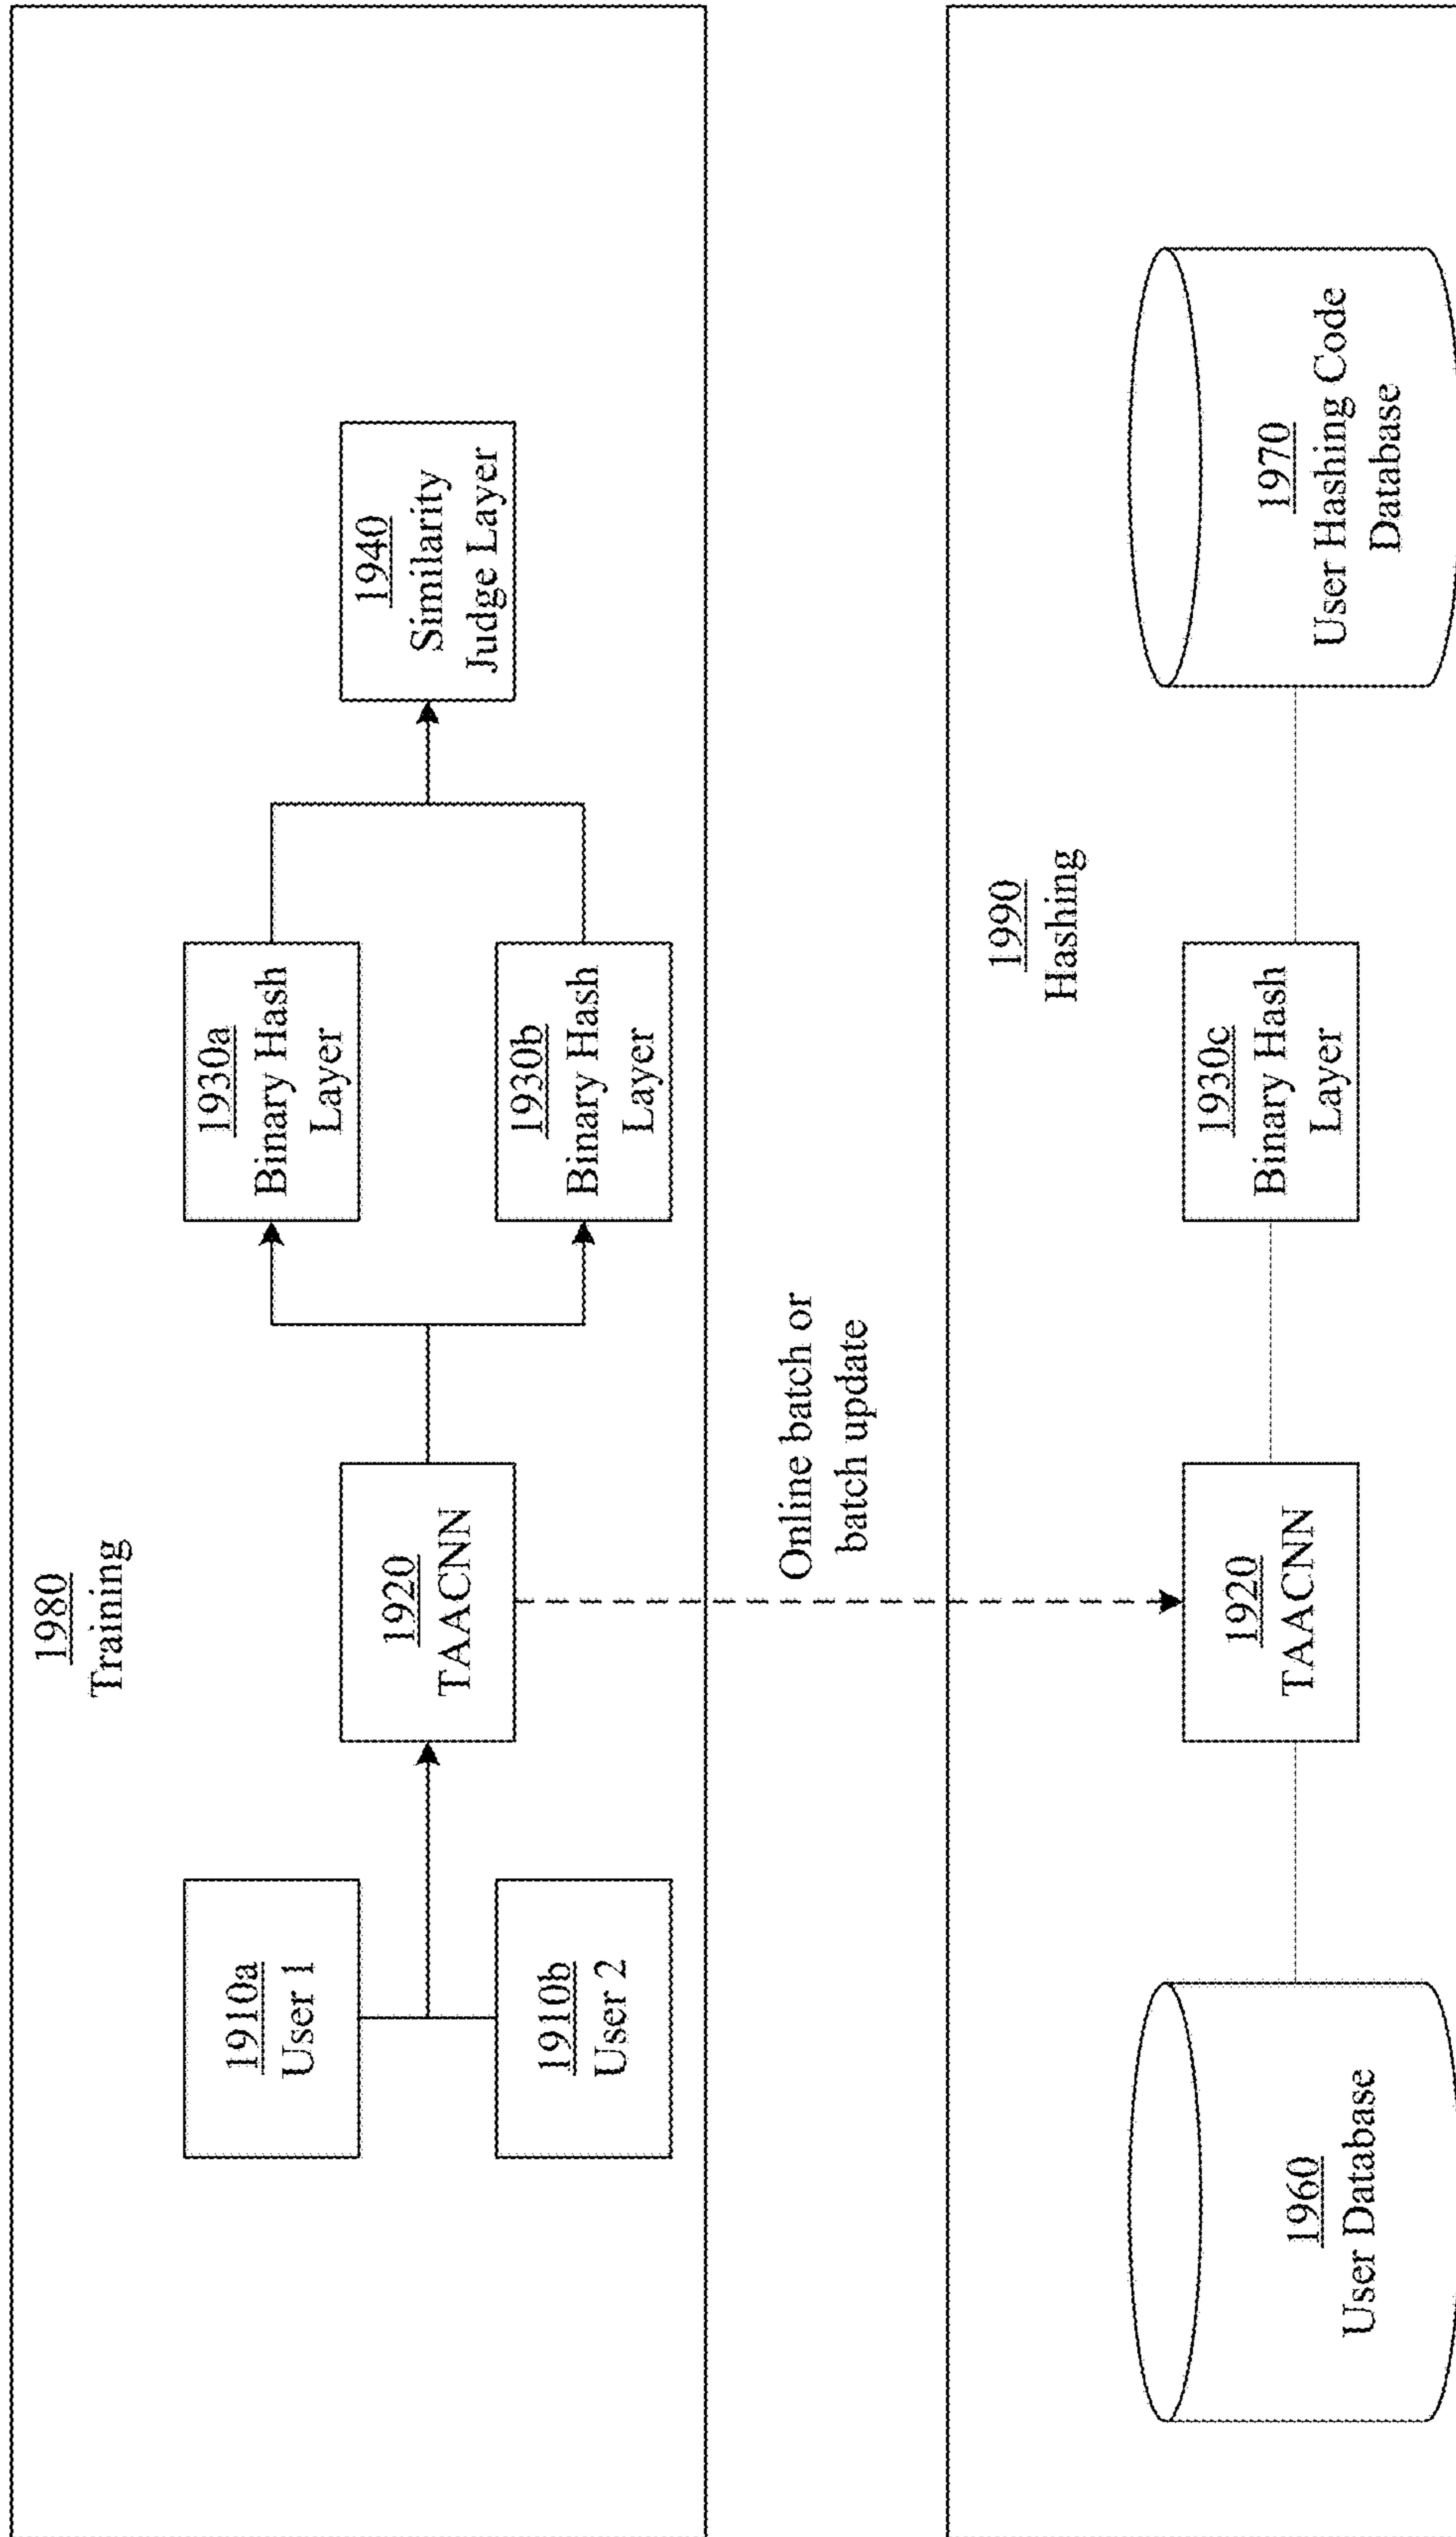 1980
Training
1910a
User 1
1910b
User 2
1920
TAACNN
1930a
Binary Hash
Layer
1930b
Binary Hash
Layer
1940
Similarity
Judge Layer
Online batch or
batch update
1990
Hashing
1960
User Database
1920
TAACNN
1930c
Binary Hash
Layer
1970
User Hashing Code
Database